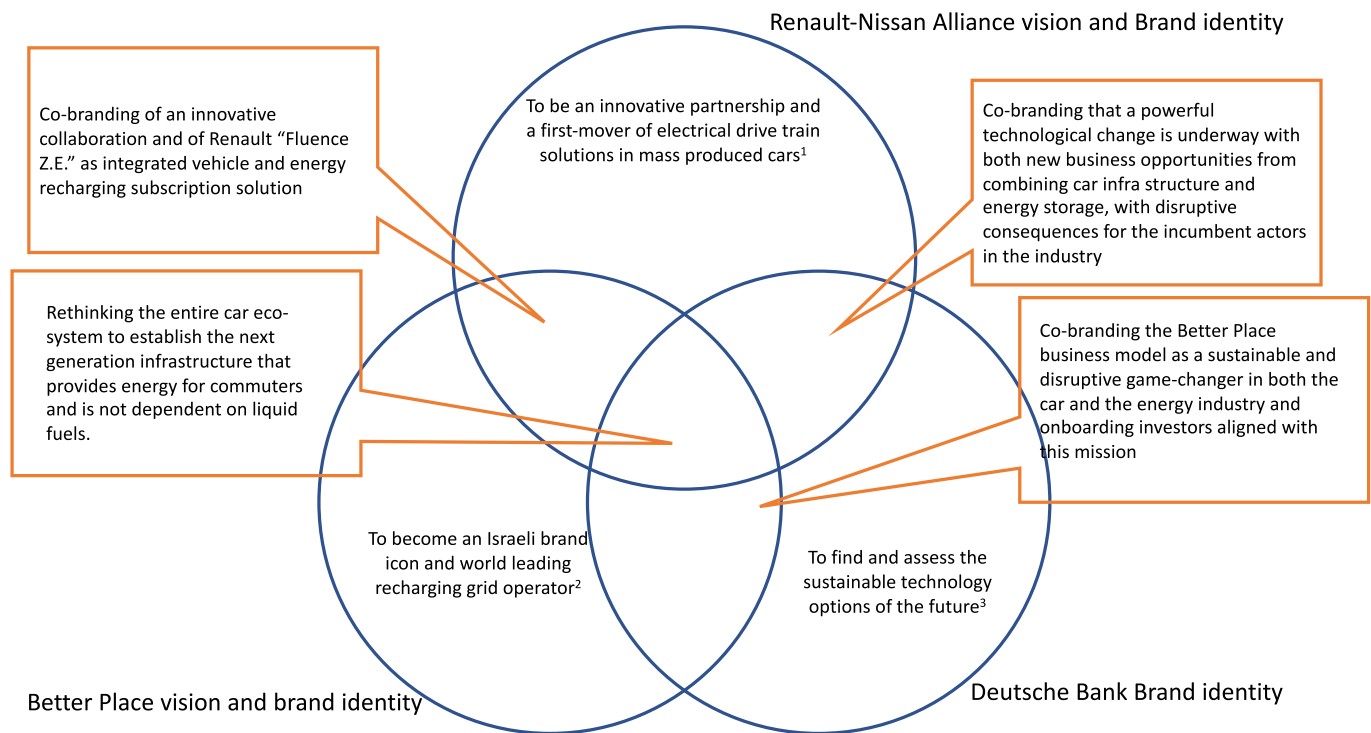 Renault-Nissan Alliance vision and Brand identity
Co-branding of an innovative
collaboration and of Renault “Fluence
Z.E.” as integrated vehicle and energy
recharging subscription solution
To be an innovative partnership and
a first-mover of electrical drive train
solutions in mass produced cars¹
Co-branding that a powerful
technological change is underway with
both new business opportunities from
combining car infra structure and
energy storage, with disruptive
consequences for the incumbent actors
in the industry
Rethinking the entire car eco-
system to establish the next
generation infrastructure that
provides energy for commuters
and is not dependent on liquid
fuels.
Co-branding the Better Place
business model as a sustainable and
disruptive game-changer in both the
car and the energy industry and
onboarding investors aligned with
this mission
To become an Israeli brand
icon and world leading
recharging grid operator²
To find and assess the
sustainable technology
options of the future³
Better Place vision and brand identity
Deutsche Bank Brand identity